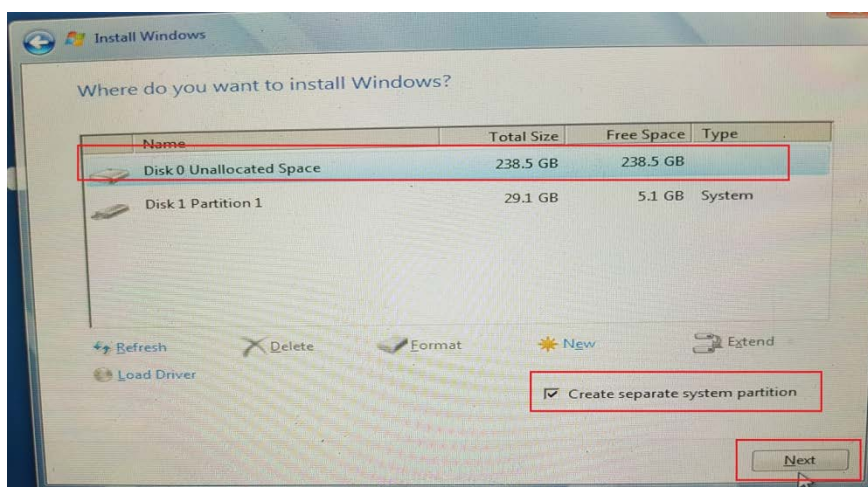 Install Windows
Where do you want to install Windows?
Name Total Size Free Space Type
Disk 0 Unallocated Space 238.5 GB 238.5 GB
Disk 1 Partition 1 29.1 GB 5.1 GB System
Refresh Delete Format New Extend
Load Driver
Create separate system partition
Next